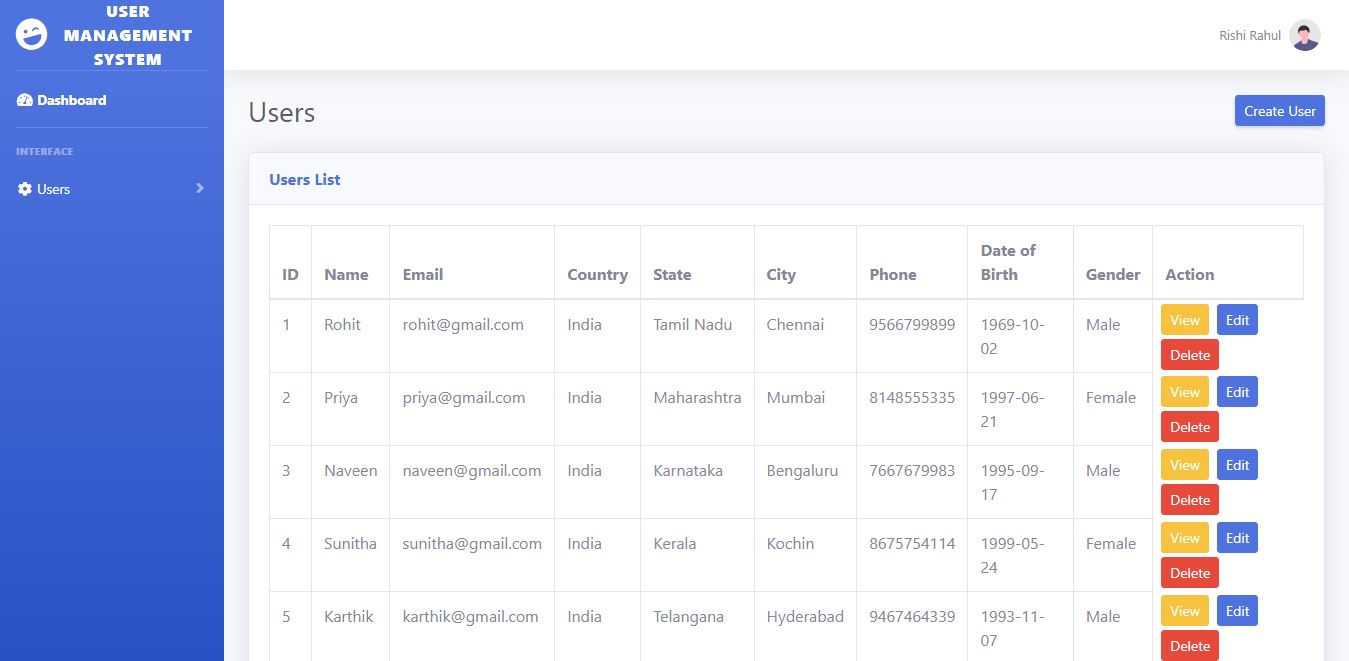 USER
MANAGEMENT
SYSTEM
Rishi Rahul
Dashboard
INTERFACE
Users
Users
Create User
Users List
ID Name Email Country State City Phone Date of Birth Gender Action
1 Rohit rohit@gmail.com India Tamil Nadu Chennai 9566799899 1969-10-02 Male View Edit
Delete
2 Priya priya@gmail.com India Maharashtra Mumbai 8148555335 1997-06-21 Female View Edit
Delete
3 Naveen naveen@gmail.com India Karnataka Bengaluru 7667679983 1995-09-17 Male View Edit
Delete
4 Sunitha sunitha@gmail.com India Kerala Kochin 8675754114 1999-05-24 Female View Edit
Delete
5 Karthik karthik@gmail.com India Telangana Hyderabad 9467464339 1993-11-07 Male View Edit
Delete